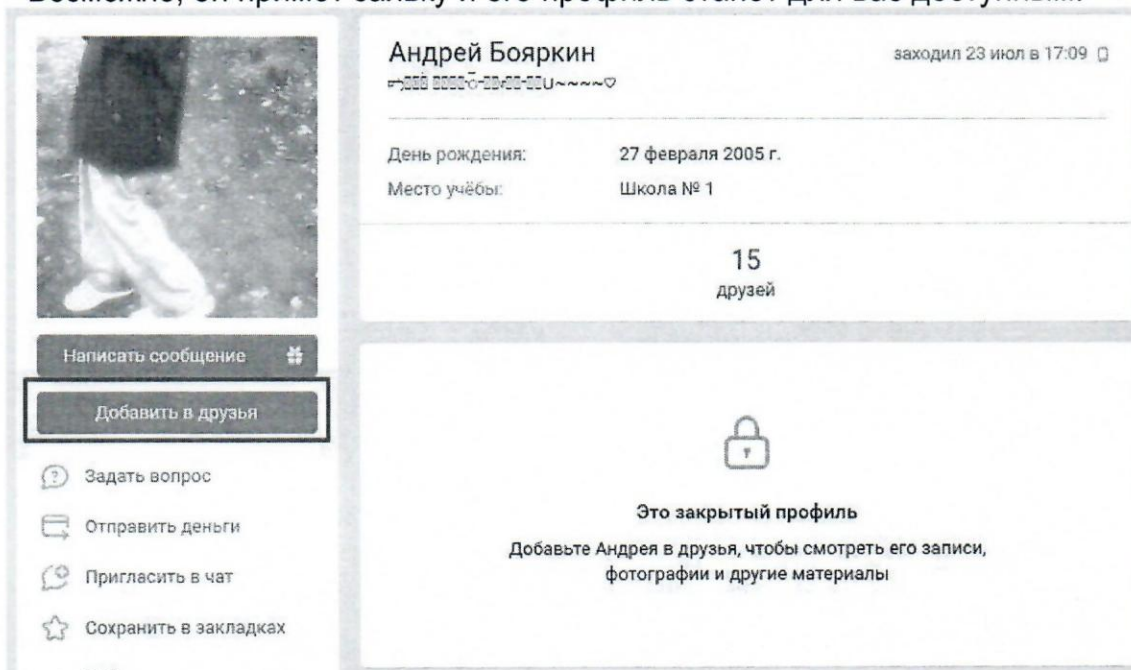 Андрей Бояркин
заходил 23 июл в 17:09
День рождения: 27 февраля 2005 г.
Место учёбы: Школа № 1
15
друзей
Написать сообщение
Добавить в друзья
Задать вопрос
Отправить деньги
Пригласить в чат
Сохранить в закладках
Это закрытый профиль
Добавьте Андрея в друзья, чтобы смотреть его записи,
фотографии и другие материалы